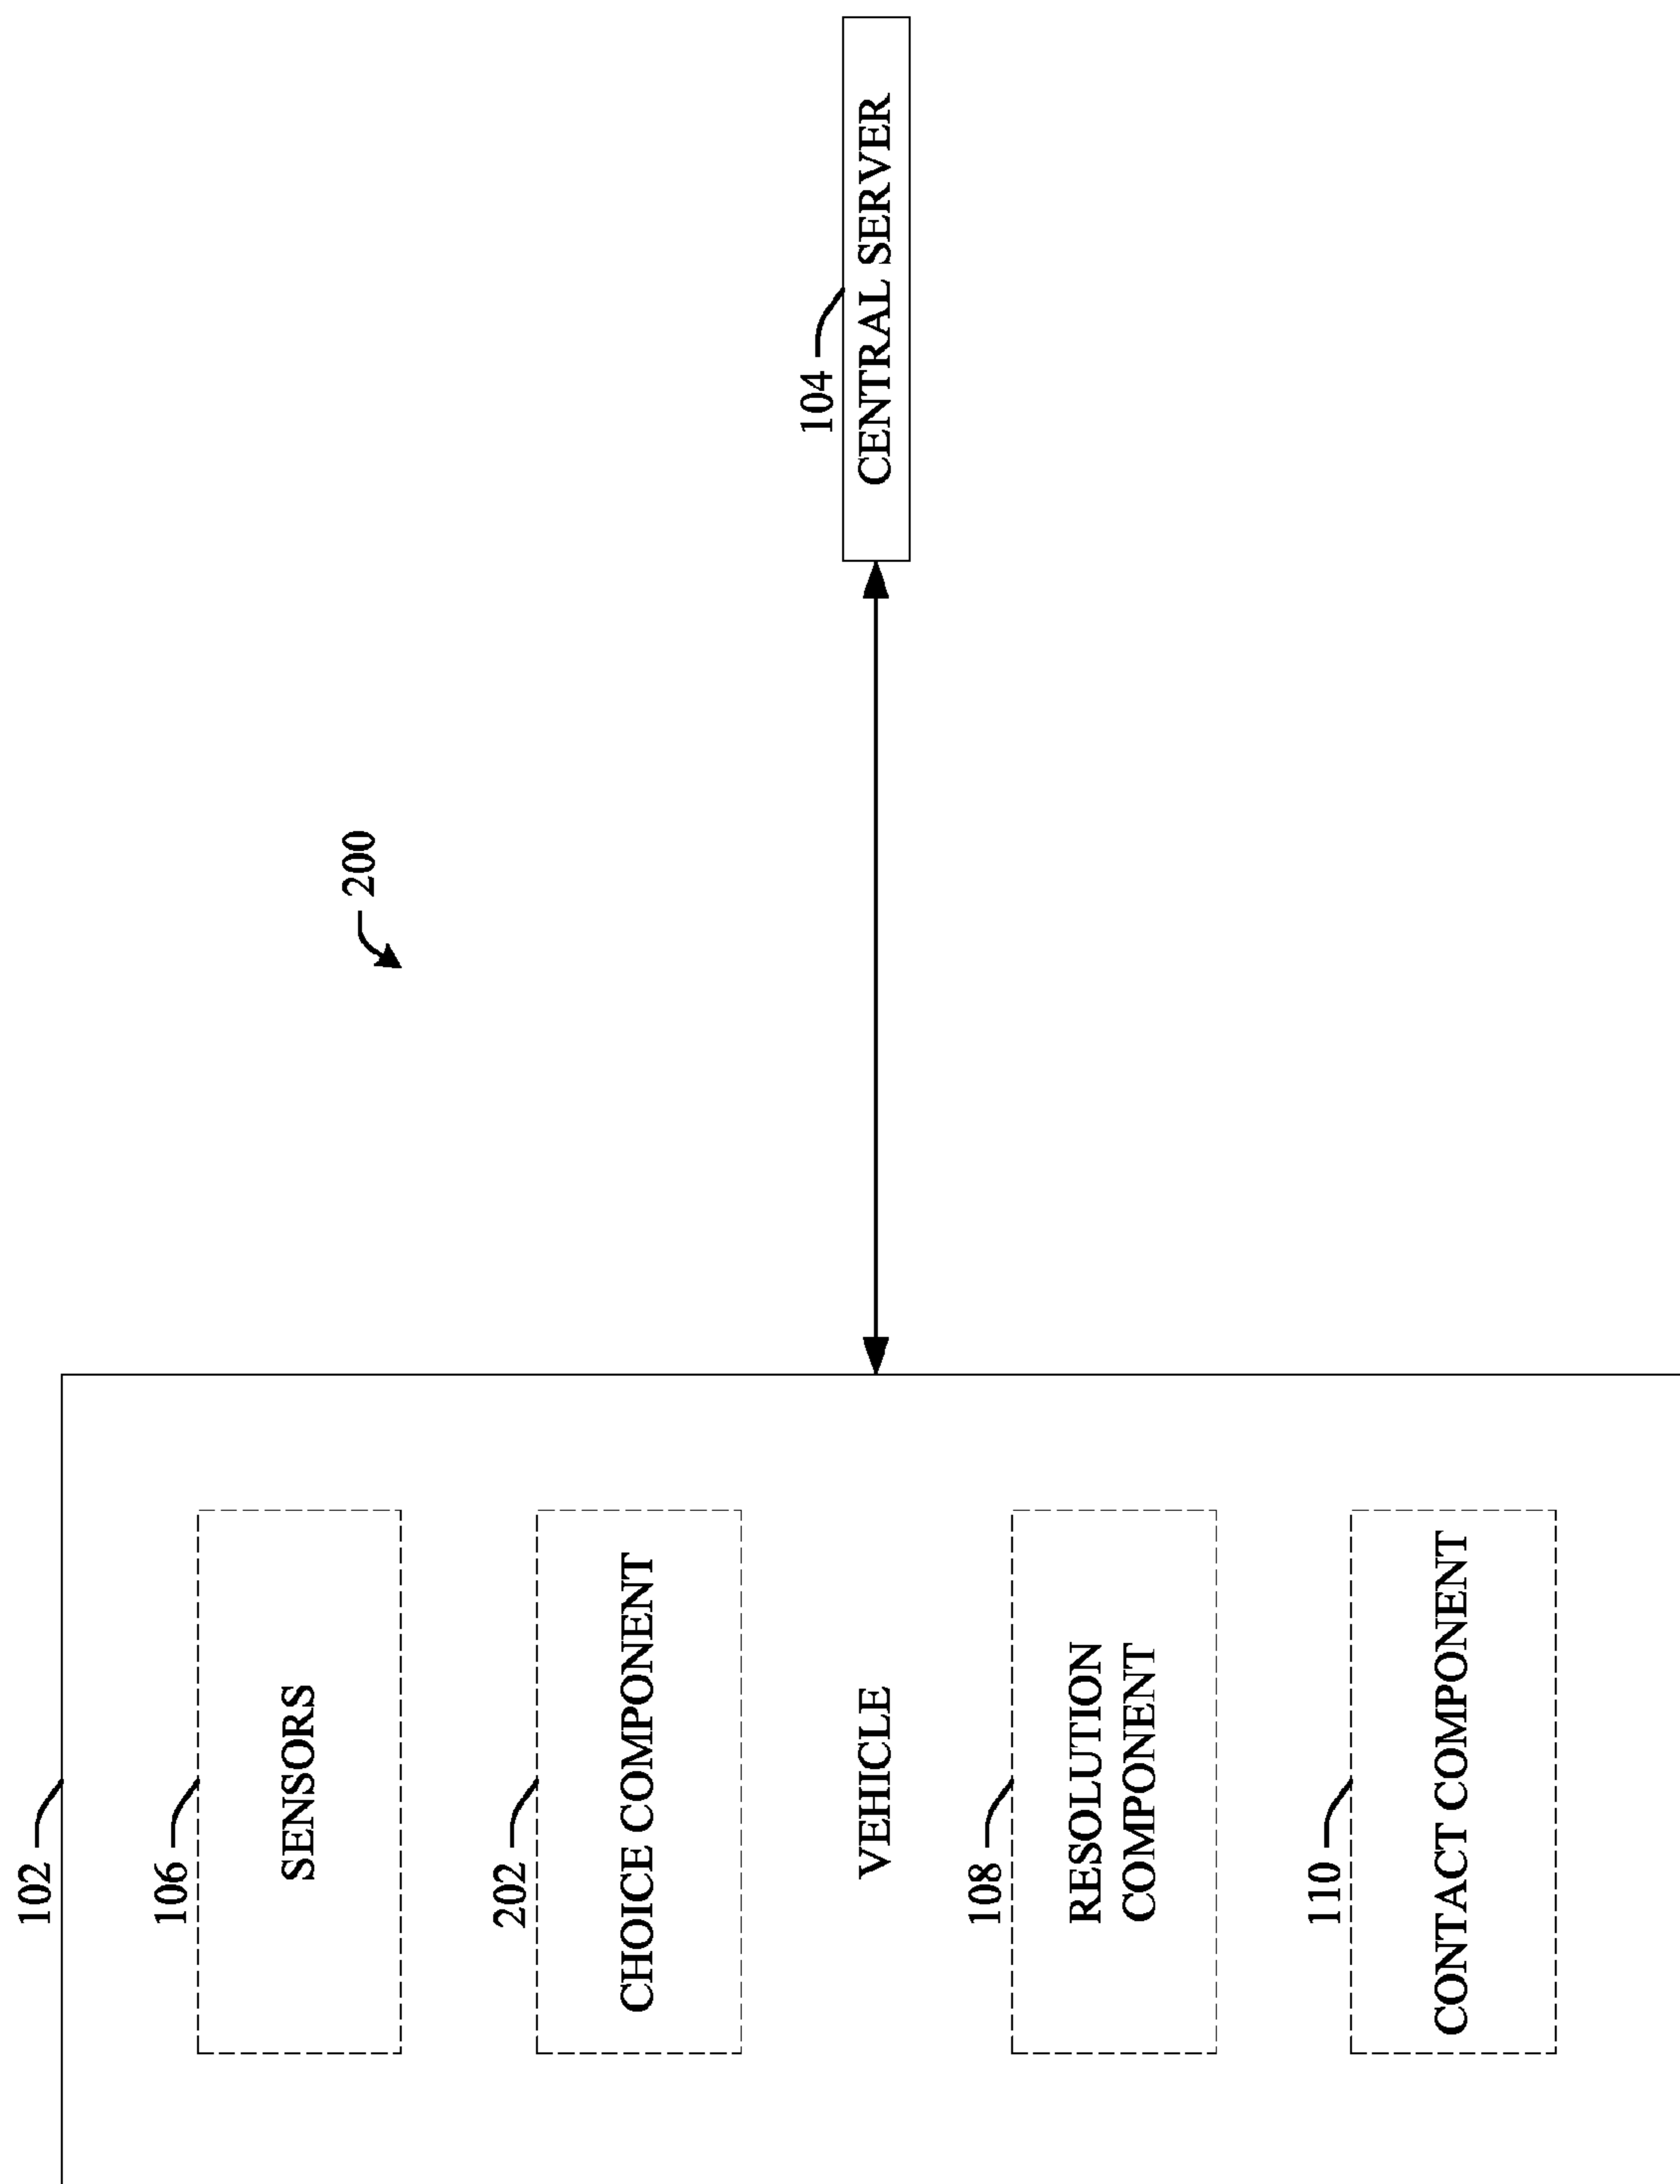 200
102
106
SENSORS
202
CHOICE COMPONENT
VEHICLE
104
CENTRAL SERVER
108
RESOLUTION
COMPONENT
110
CONTACT COMPONENT